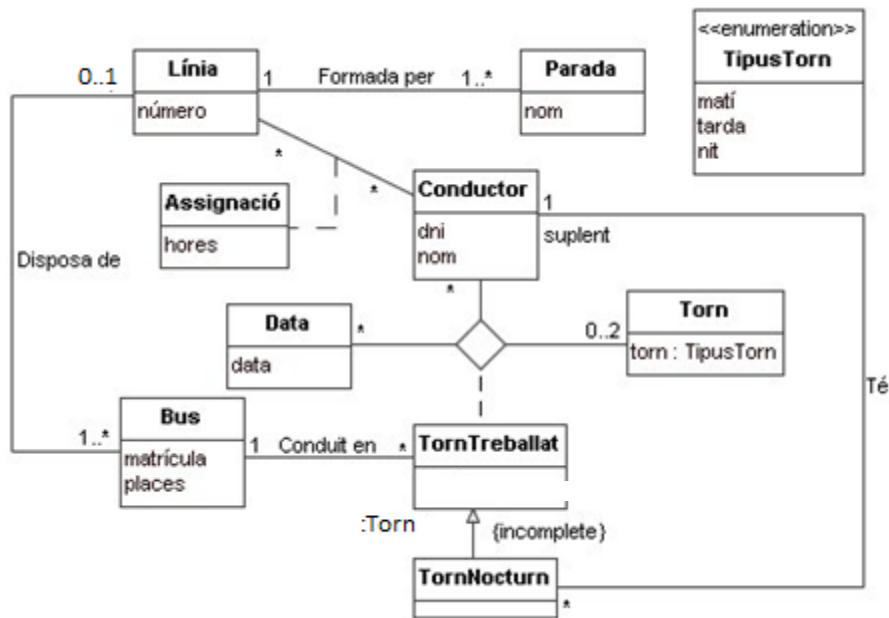 <<enumeration>>
TipusTorn
matí
tarda
nit
Línia
número
0..1
1
Formada per
1..*
Parada
nom
*
*
Assignació
hores
Conductor
dni
nom
1
suplent
Disposa de
*
Data
data
*
0..2
Torn
torn : TipusTorn
Té
Bus
matrícula
places
1..*
1
Conduit en
*
TornTreballat
:Torn
{incomplete}
TornNocturn
*